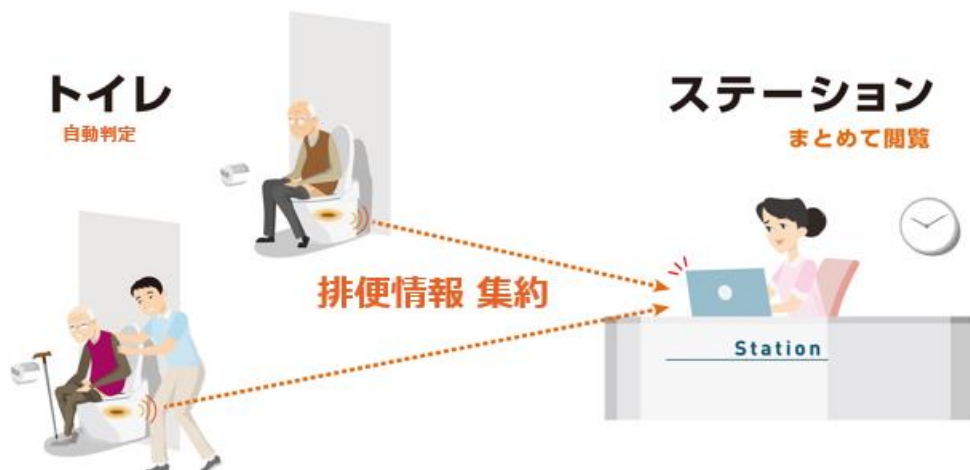 トイレ
自動判定
ステーション
まとめて閲覧
排便情報 集約
Station